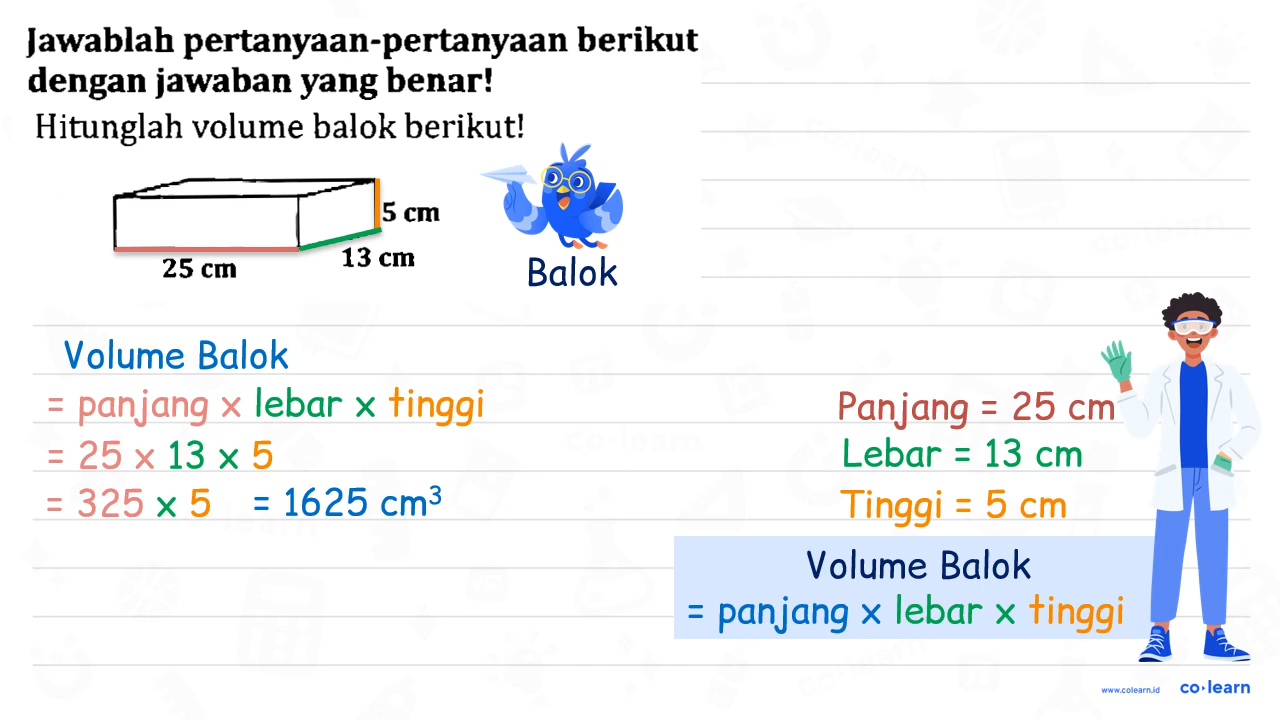 Jawablah pertanyaan-pertanyaan berikut
dengan jawaban yang benar!
Hitunglah volume balok berikut!
5 cm
13 cm
25 cm
Balok
Volume Balok
= panjang x lebar x tinggi
= 25 x 13 x 5
= 325 x 5 = 1625 cm³
Panjang = 25 cm
Lebar = 13 cm
Tinggi = 5 cm
Volume Balok
= panjang x lebar x tinggi
www.colearn.id
co•learn